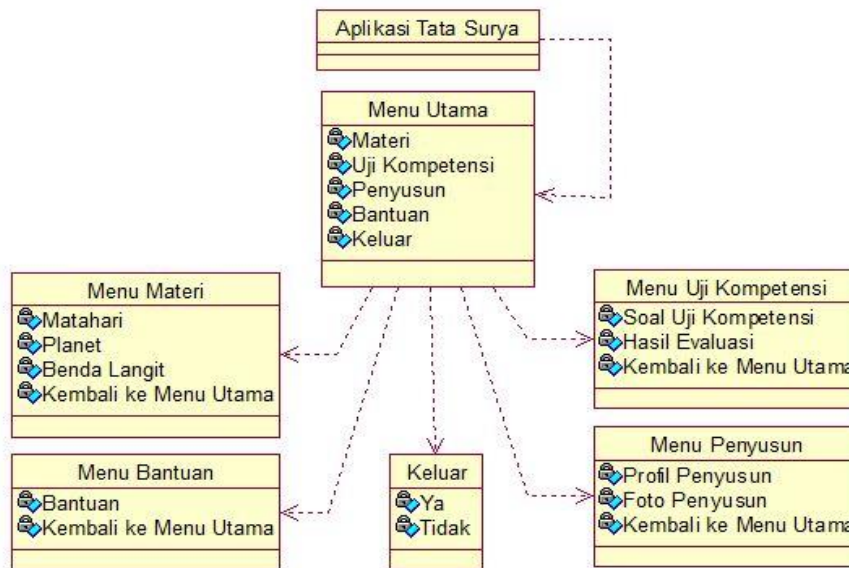 Aplikasi Tata Surya
Menu Utama
Materi
Uji Kompetensi
Penyusun
Bantuan
Keluar
Menu Materi
Matahari
Planet
Benda Langit
Kembali ke Menu Utama
Menu Uji Kompetensi
Soal Uji Kompetensi
Hasil Evaluasi
Kembali ke Menu Utama
Menu Bantuan
Bantuan
Kembali ke Menu Utama
Keluar
Ya
Tidak
Menu Penyusun
Profil Penyusun
Foto Penyusun
Kembali ke Menu Utama